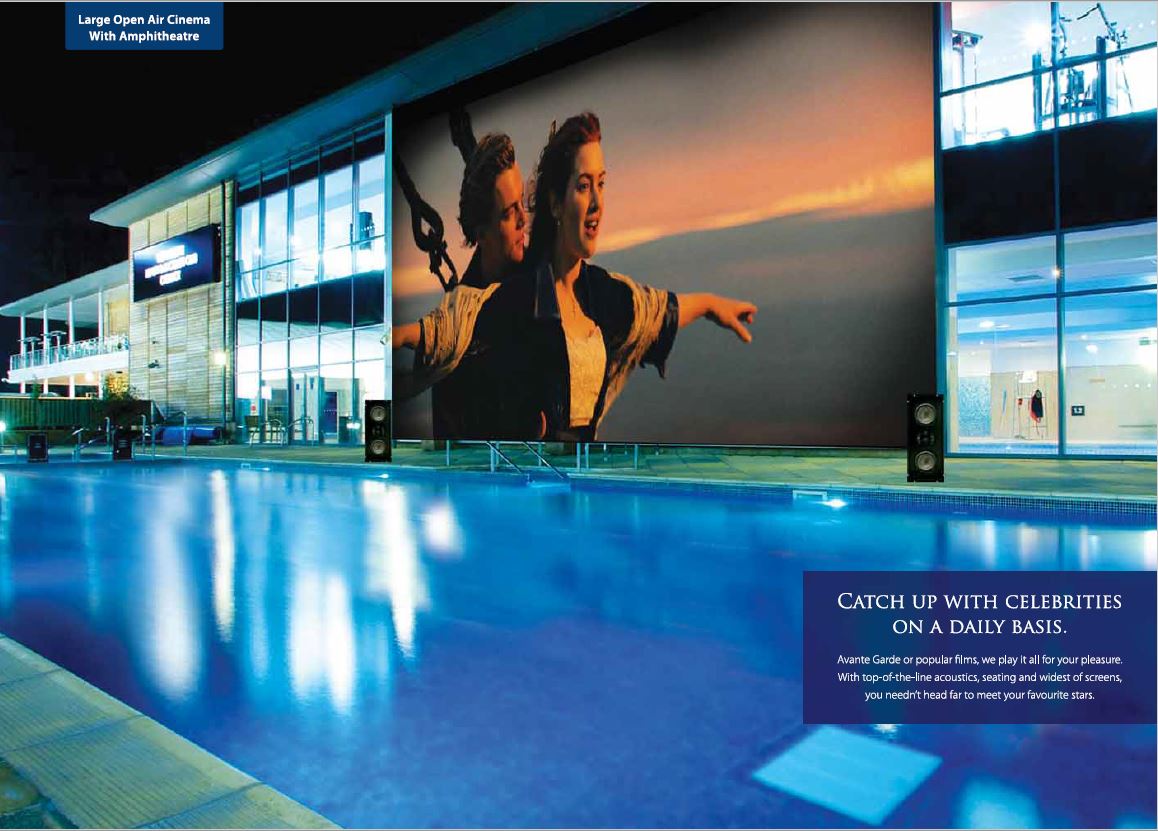 Large Open Air Cinema
With Amphitheatre
CATCH UP WITH CELEBRITIES
ON A DAILY BASIS.
Avante Garde or popular films, we play it all for your pleasure.
With top-of-the-line acoustics, seating and widest of screens,
you needn't head far to meet your favourite stars.